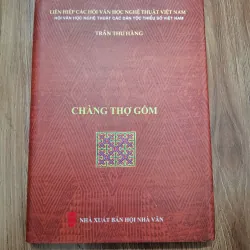 LIÊN HIỆP CÁC HỘI VĂN HỌC NGHỆ THUẬT VIỆT NAM
HỘI VĂN HỌC NGHỆ THUẬT CÁC DÂN TỘC THIỂU SỐ VIỆT NAM
TRẦN THU HẰNG
CHÀNG THỢ GỐM
NHÀ XUẤT BẢN HỘI NHÀ VĂN